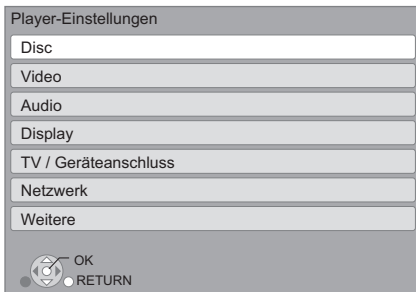 Player-Einstellungen
Disc
Video
Audio
Display
TV / Geräteanschluss
Netzwerk
Weitere
OK
RETURN